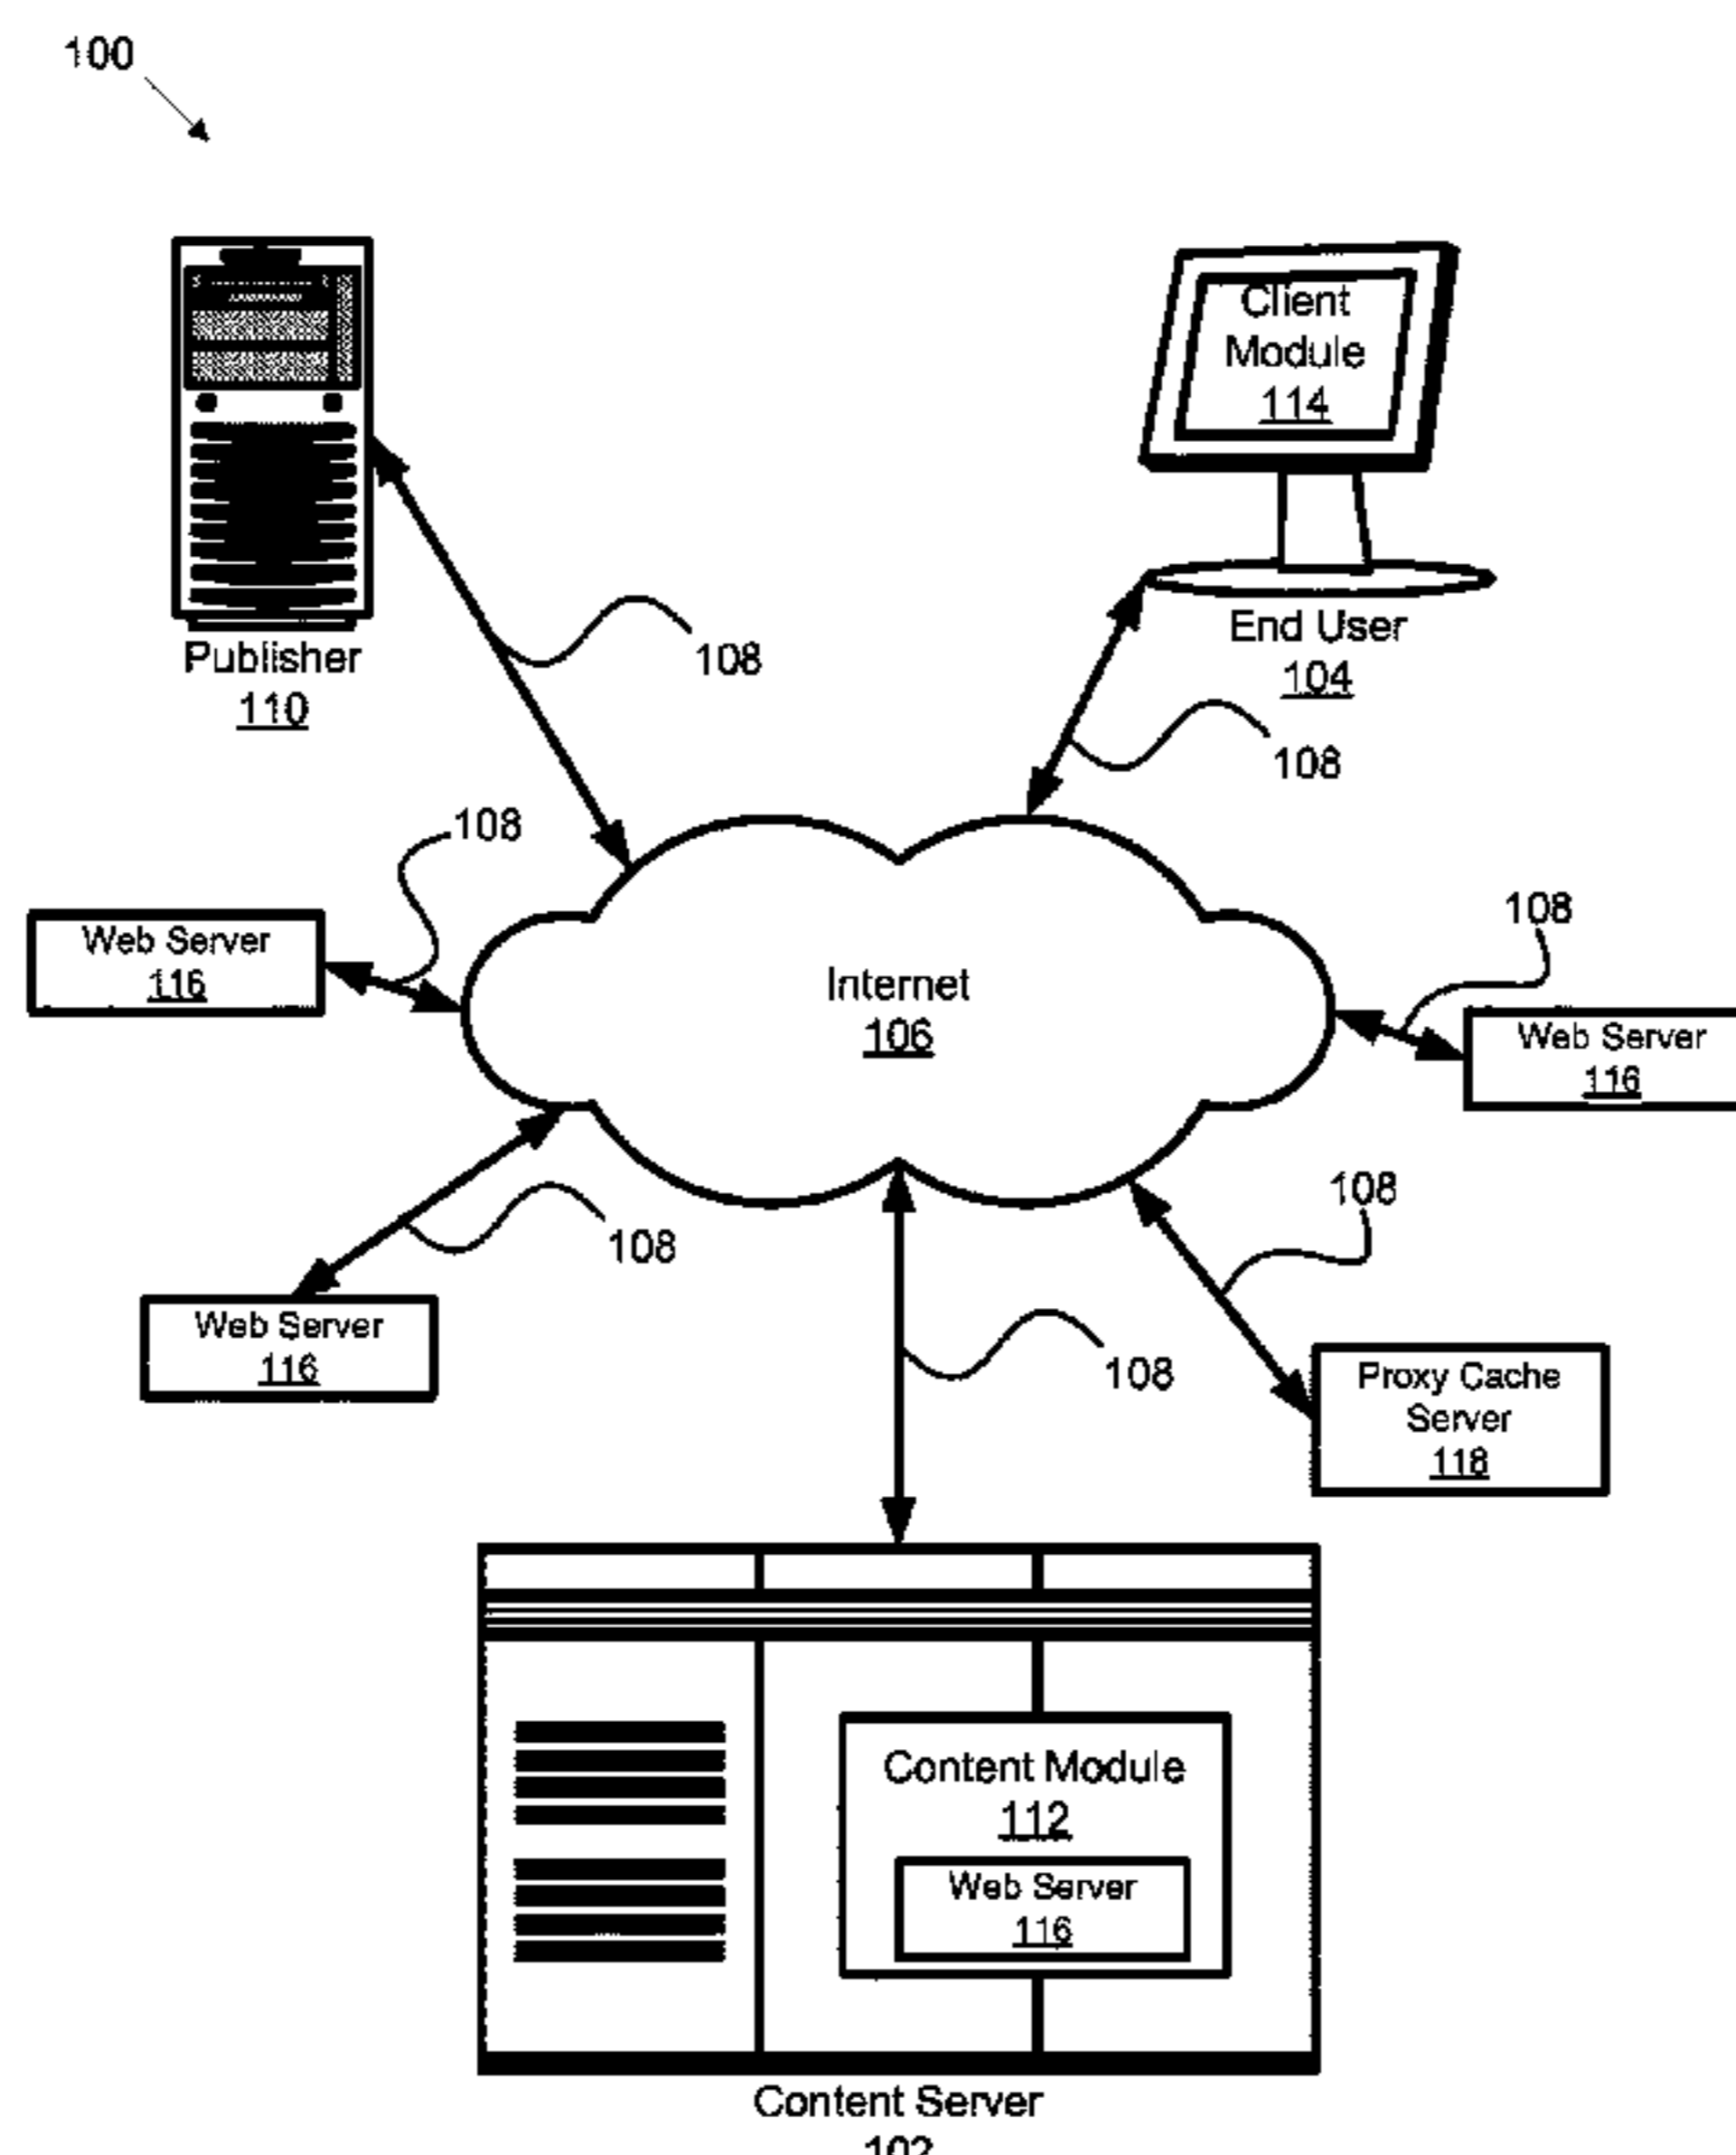 100
Client
Module
114
Publisher
110
108
End User
104
108
108
Web Server
116
Internet
106
108
Web Server
116
108
Web Server
116
108
108
Proxy Cache
Server
118
Content Module
112
Web Server
116
Content Server
102